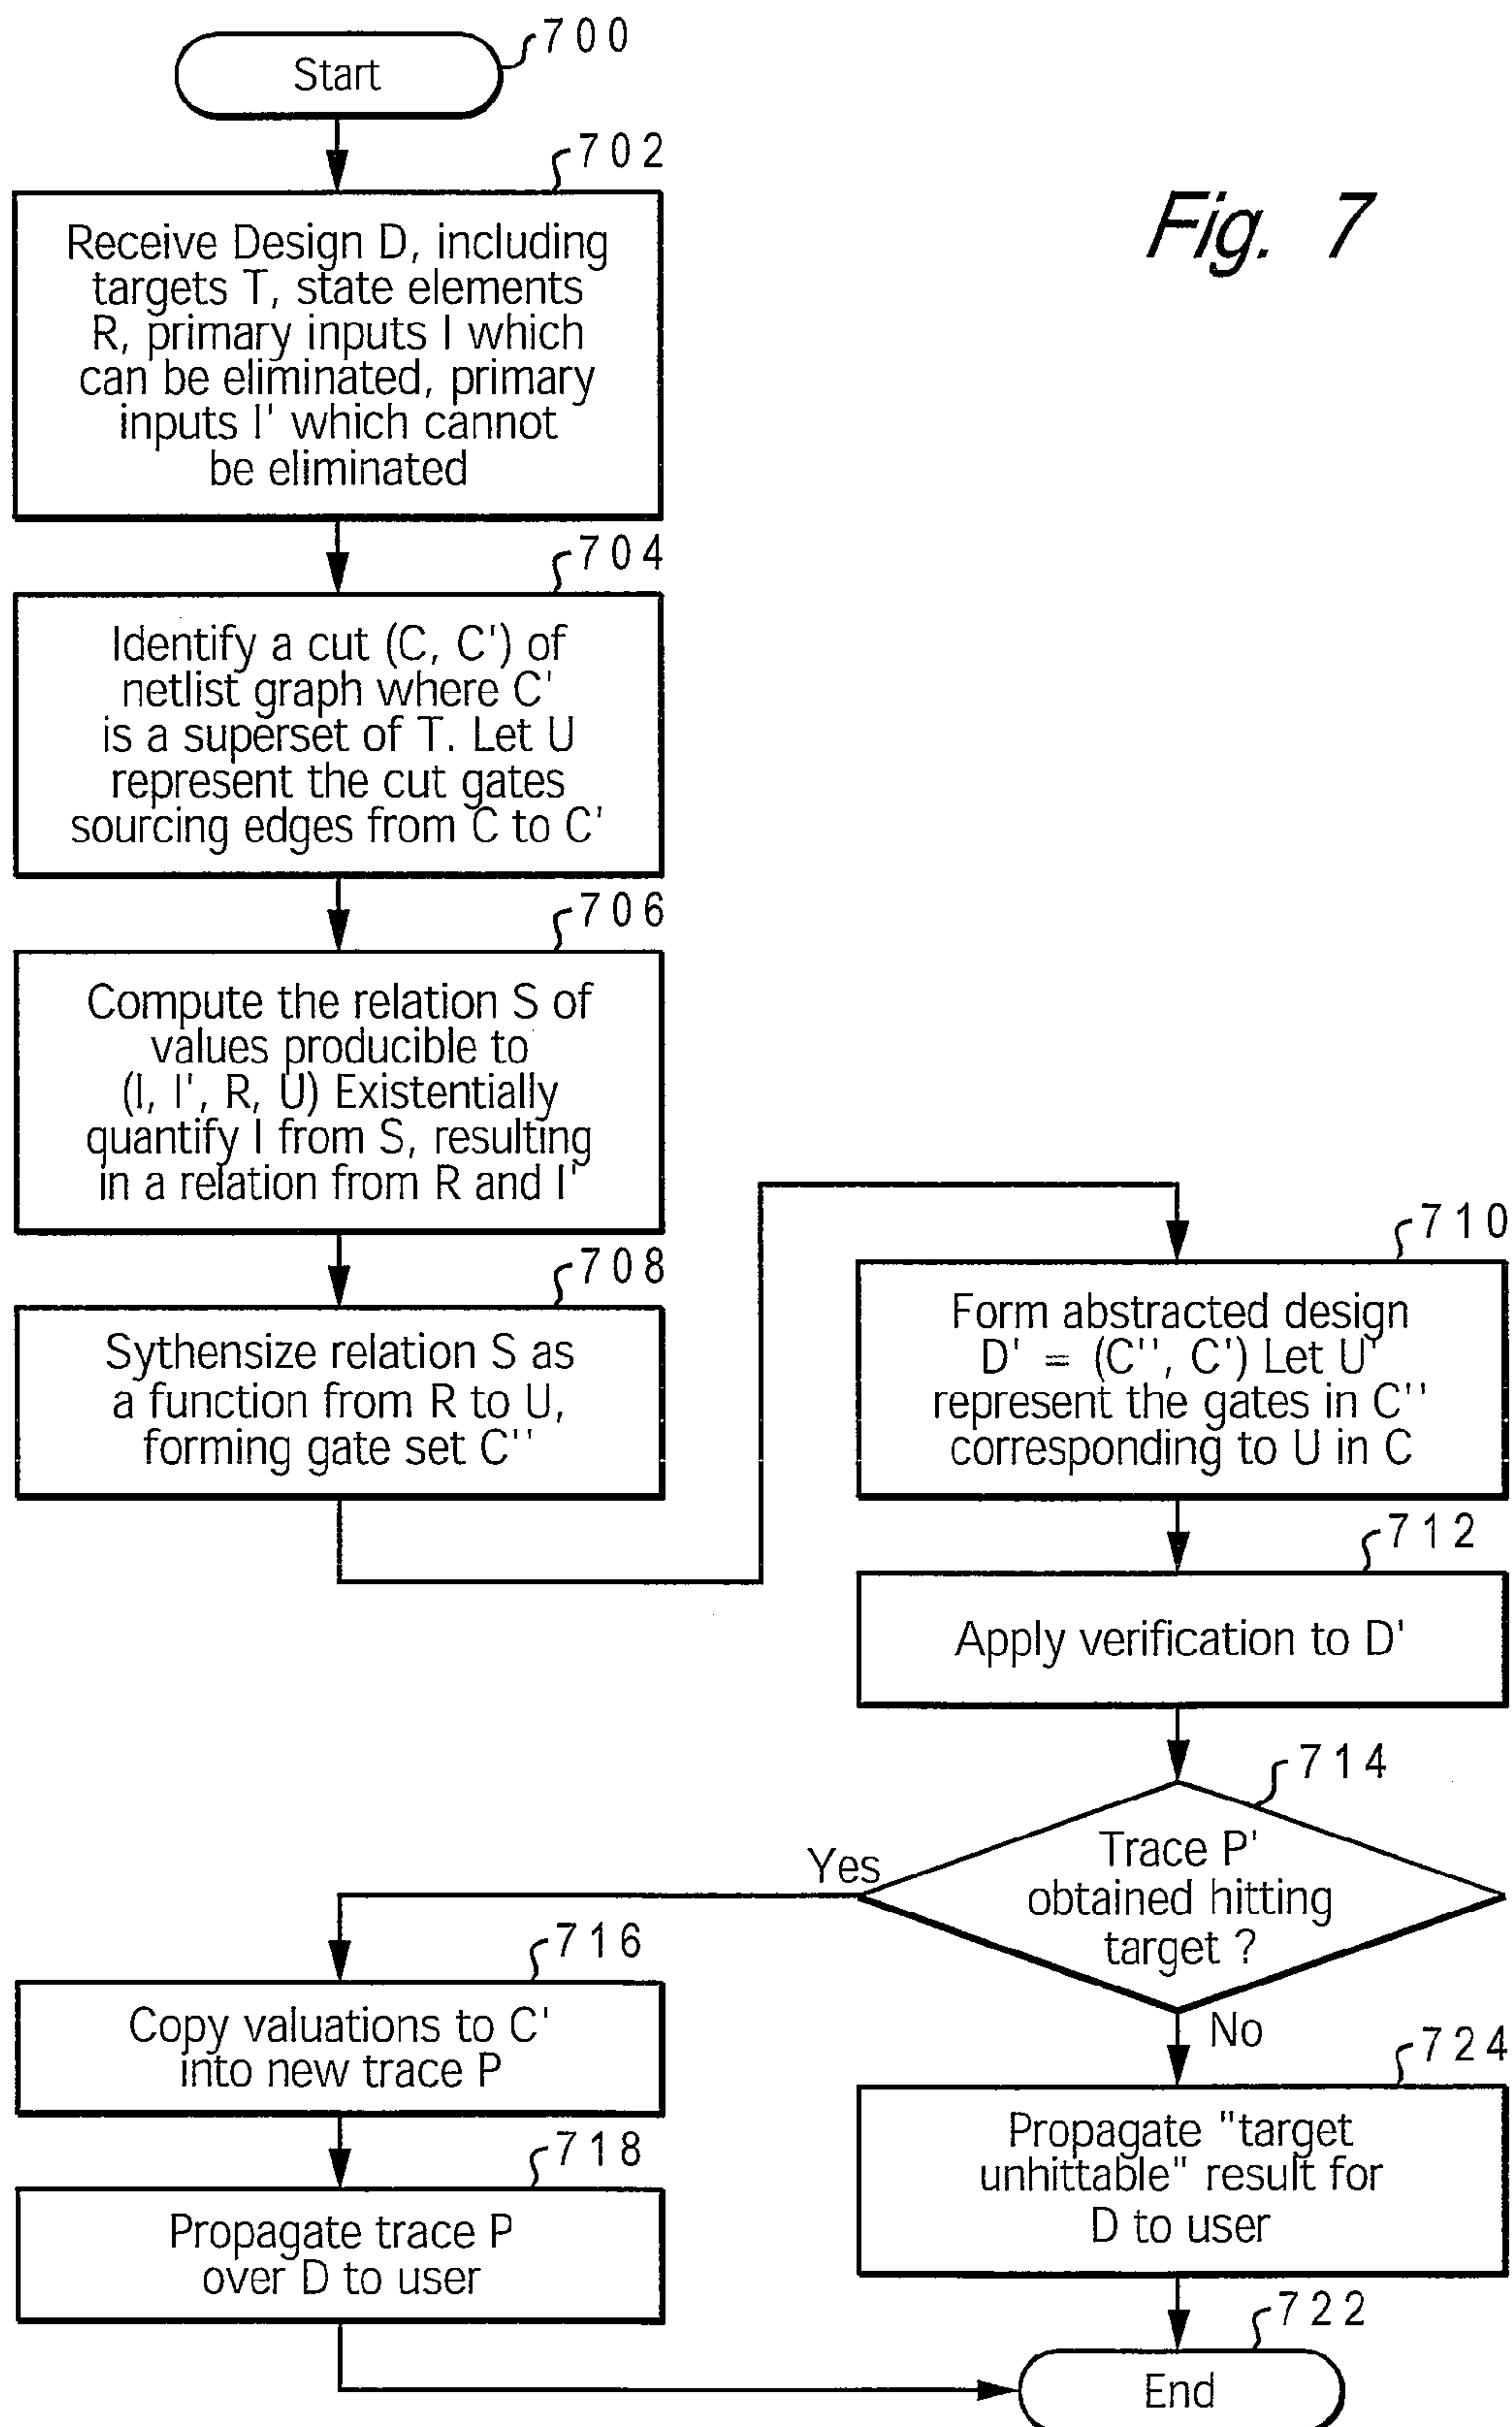 700
Start
702
Fig. 7
Receive Design D, including
targets T, state elements
R, primary inputs I which
can be eliminated, primary
inputs I' which cannot
be eliminated
704
Identify a cut (C, C') of
netlist graph where C'
is a superset of T. Let U
represent the cut gates
sourcing edges from C to C'
706
Compute the relation S of
values producible to
(I, I', R, U) Existentially
quantify I from S, resulting
in a relation from R and I'
708
Sythensize relation S as
a function from R to U,
forming gate set C''
710
Form abstracted design
D' = (C'', C') Let U'
represent the gates in C''
corresponding to U in C
712
Apply verification to D'
714
Trace P'
obtained hitting
target ?
Yes
No
716
Copy valuations to C'
into new trace P
718
Propagate trace P
over D to user
724
Propagate "target
unhittable" result for
D to user
722
End